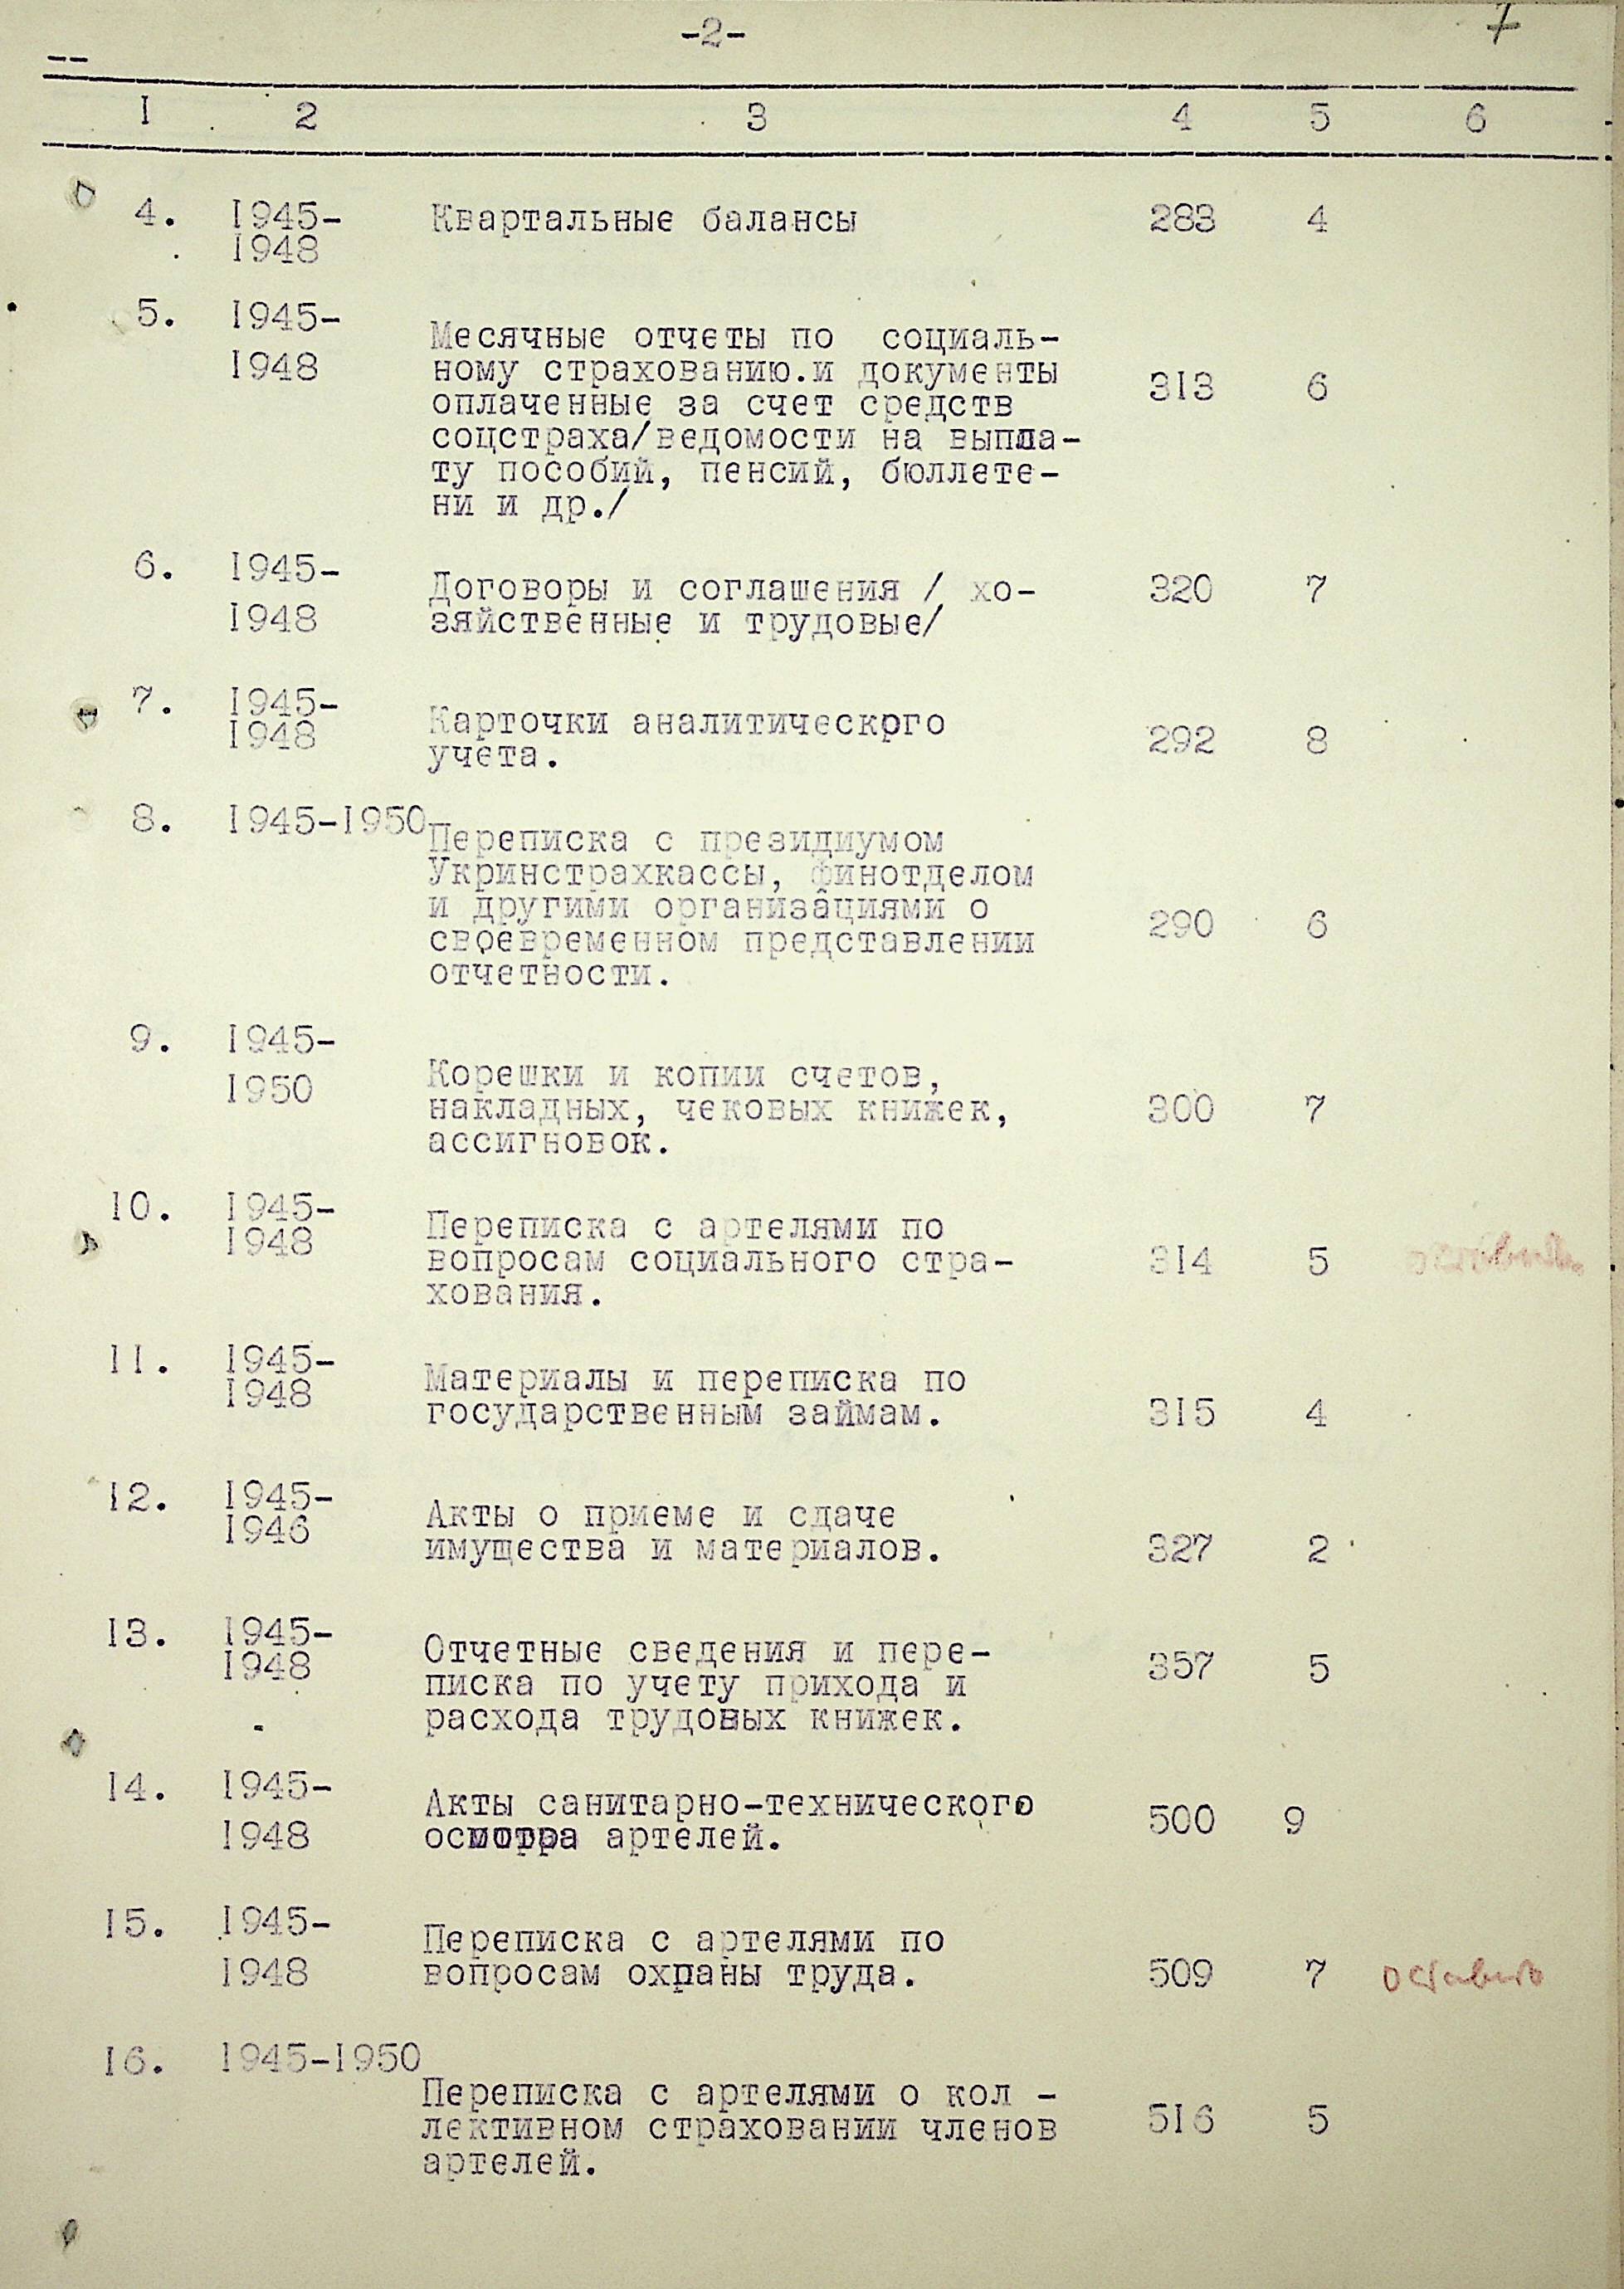 -2-
7
1 2 3 4 5 6
4. 1945- Квартальные балансы 283 4
1948
5. 1945-
Месячные отчеты по социаль-
1948 ному страхованию.и документы 313 6
оплаченные за счет средств
соцстраха/ведомости на выпла-
ту пособий, пенсий, бюллете-
ни и др./
6. 1945- Договоры и соглашения / хо- 320 7
1948 зяйственные и трудовые/
7. 1945- Карточки аналитического
1948 учета. 292 8
8. 1945-1950 Переписка с президиумом
Укринстрахкассы, финотделом
и другими организациями о 290 6
своевременном представлении
отчетности.
9. 1945-
1950 Корешки и копии счетов,
накладных, чековых книжек, 300 7
ассигновок.
10. 1945- Переписка с артелями по
1948 вопросам социального стра- 314 5
хования.
11. 1945- Материалы и переписка по
1948 государственным займам. 315 4
12. 1945- Акты о приеме и сдаче
1946 имущества и материалов. 327 2
13. 1945- Отчетные сведения и пере-
1948 писка по учету прихода и 357 5
расхода трудовых книжек.
14. 1945- Акты санитарно-технического
1948 осмотра артелей. 500 9
15. 1945- Переписка с артелями по
1948 вопросам охраны труда. 509 7 оставить
16. 1945-1950
Переписка с артелями о кол -
лективном страховании членов 516 5
артелей.